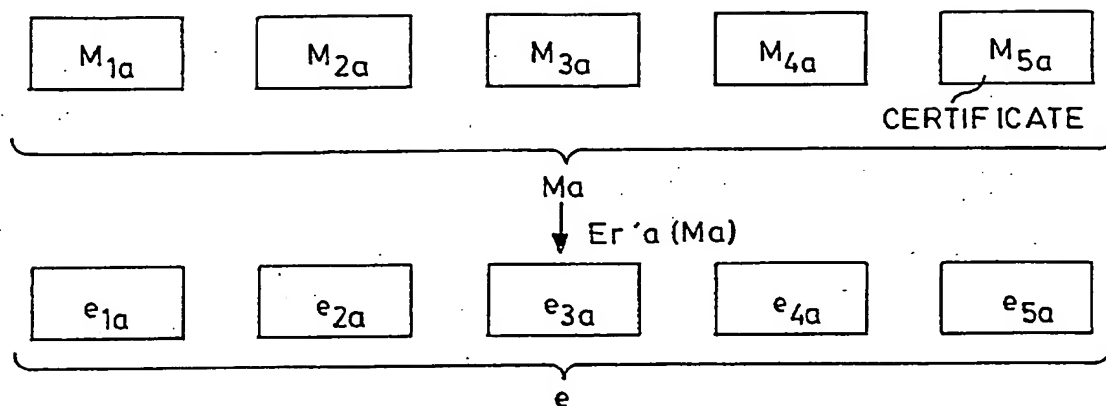 M1a M2a M3a M4a M5a
CERTIFICATE
Ma
Er'a (Ma)
e1a e2a e3a e4a e5a
e